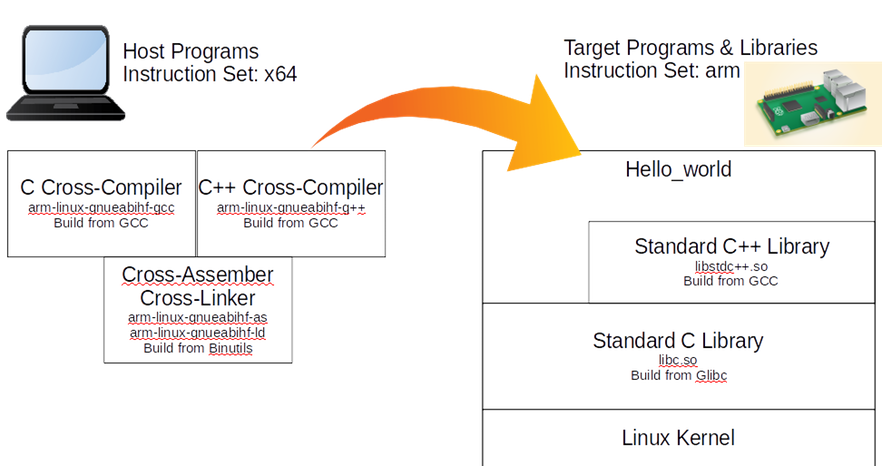 Host Programs
Instruction Set: x64
Target Programs & Libraries
Instruction Set: arm
C Cross-Compiler
arm-linux-gnueabihf-gcc
Build from GCC
C++ Cross-Compiler
arm-linux-gnueabihf-g++
Build from GCC
Cross-Assember
Cross-Linker
arm-linux-gnueabihf-as
arm-linux-gnueabihf-ld
Build from Binutils
Hello_world
Standard C++ Library
libstdc++.so
Build from GCC
Standard C Library
libc.so
Build from Glibc
Linux Kernel